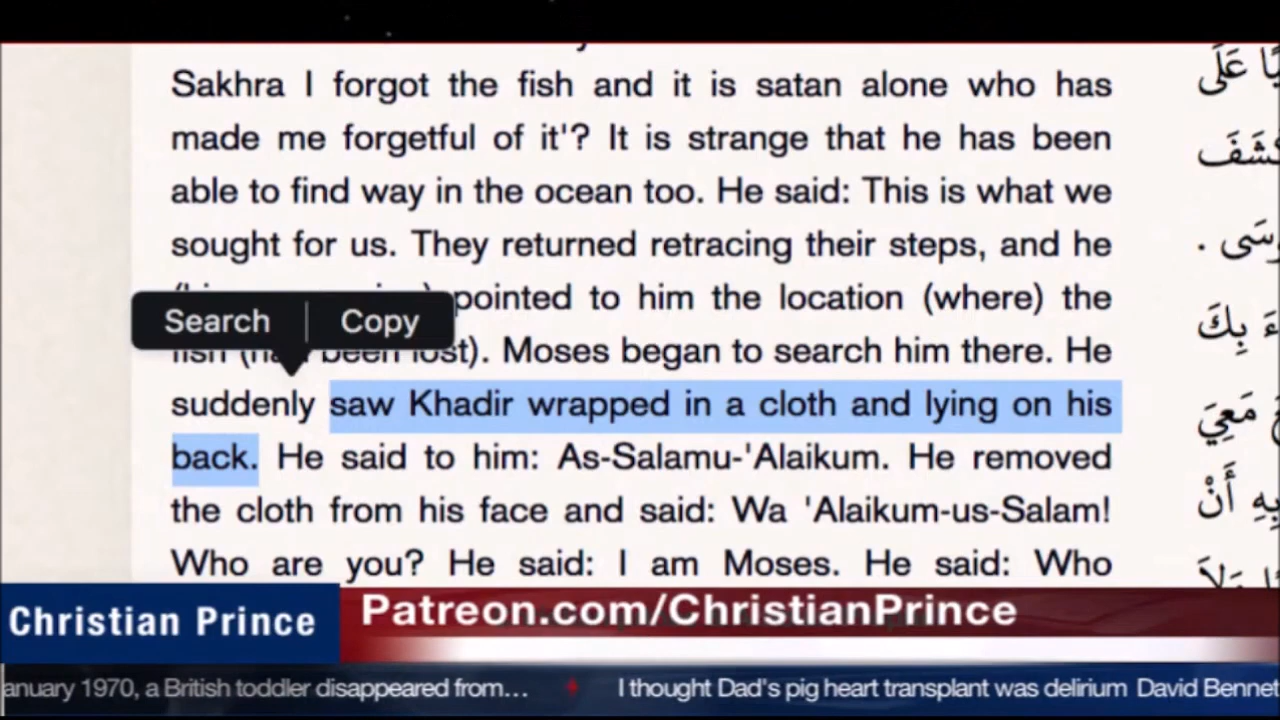 Sakhra I forgot the fish and it is satan alone who has
made me forgetful of it'? It is strange that he has been
able to find way in the ocean too. He said: This is what we
sought for us. They returned retracing their steps, and he
pointed to him the location (where) the
Search Copy
fish (had been lost). Moses began to search him there. He
suddenly saw Khadir wrapped in a cloth and lying on his
back. He said to him: As-Salamu-'Alaikum. He removed
the cloth from his face and said: Wa 'Alaikum-us-Salam!
Who are you? He said: I am Moses. He said: Who
عَلَى
كَشَفَ
. 
بِكَ
مَعِيَ
أَنْ
Christian Prince
Patreon.com/ChristianPrince
anuary 1970, a British toddler disappeared from... I thought Dad's pig heart transplant was delirium David Bennet